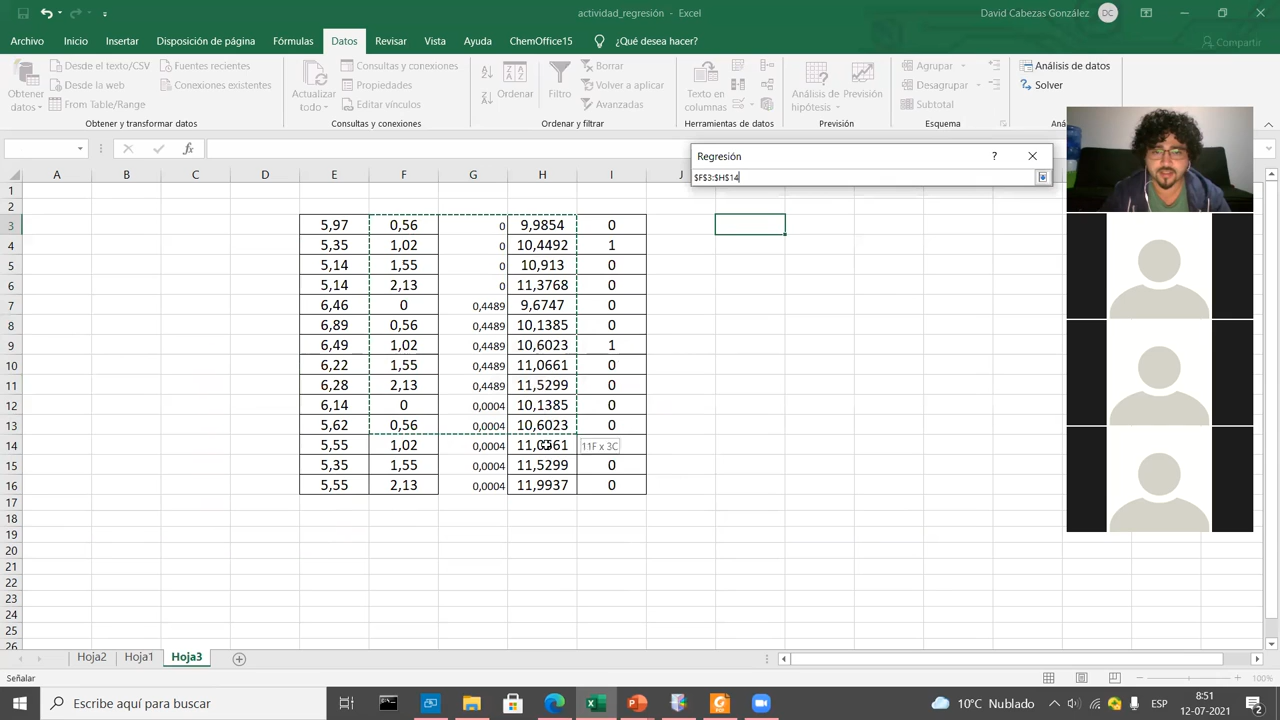 actividad_regresión - Excel
David Cabezas González
DC
Archivo
Inicio
Insertar
Disposición de página
Fórmulas
Datos
Revisar
Vista
Ayuda
ChemOffice15
¿Qué desea hacer?
Compartir
Obtener datos
Desde el texto/CSV
Desde la web
From Table/Range
Fuentes recientes
Conexiones existentes
Obtener y transformar datos
Actualizar todo
Consultas y conexiones
Propiedades
Editar vínculos
Consultas y conexiones
Ordenar
Filtro
Borrar
Volver a aplicar
Avanzadas
Ordenar y filtrar
Texto en columnas
Herramientas de datos
Análisis de hipótesis
Previsión
Previsión
Agrupar
Desagrupar
Subtotal
Esquema
Análisis de datos
Solver
Regresión
?
$F$3:$H$14
fx
A B C D E F G H I J
1
2
3 5,97 0,56 0 9,9854 0
4 5,35 1,02 0 10,4492 1
5 5,14 1,55 0 10,913 0
6 5,14 2,13 0 11,3768 0
7 6,46 0 0,4489 9,6747 0
8 6,89 0,56 0,4489 10,1385 0
9 6,49 1,02 0,4489 10,6023 1
10 6,22 1,55 0,4489 11,0661 0
11 6,28 2,13 0,4489 11,5299 0
12 6,14 0 0,0004 10,1385 0
13 5,62 0,56 0,0004 10,6023 0
14 5,55 1,02 0,0004 11F x 3C
15 5,35 1,55 0,0004 11,5299 0
16 5,55 2,13 0,0004 11,9937 0
17
18
19
20
21
22
23
24
25
26
Hoja2
Hoja1
Hoja3
Señalar
100%
Escribe aquí para buscar
10°C Nublado
ESP
8:51
12-07-2021
2